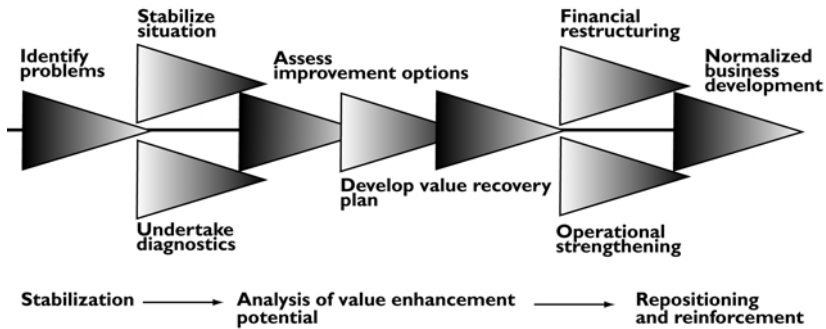 Stabilize
situation
Financial
restructuring
Identify
problems
Assess
improvement options
Normalized
business
development
Develop value recovery
plan
Undertake
diagnostics
Operational
strengthening
Stabilization
Analysis of value enhancement
potential
Repositioning
and reinforcement